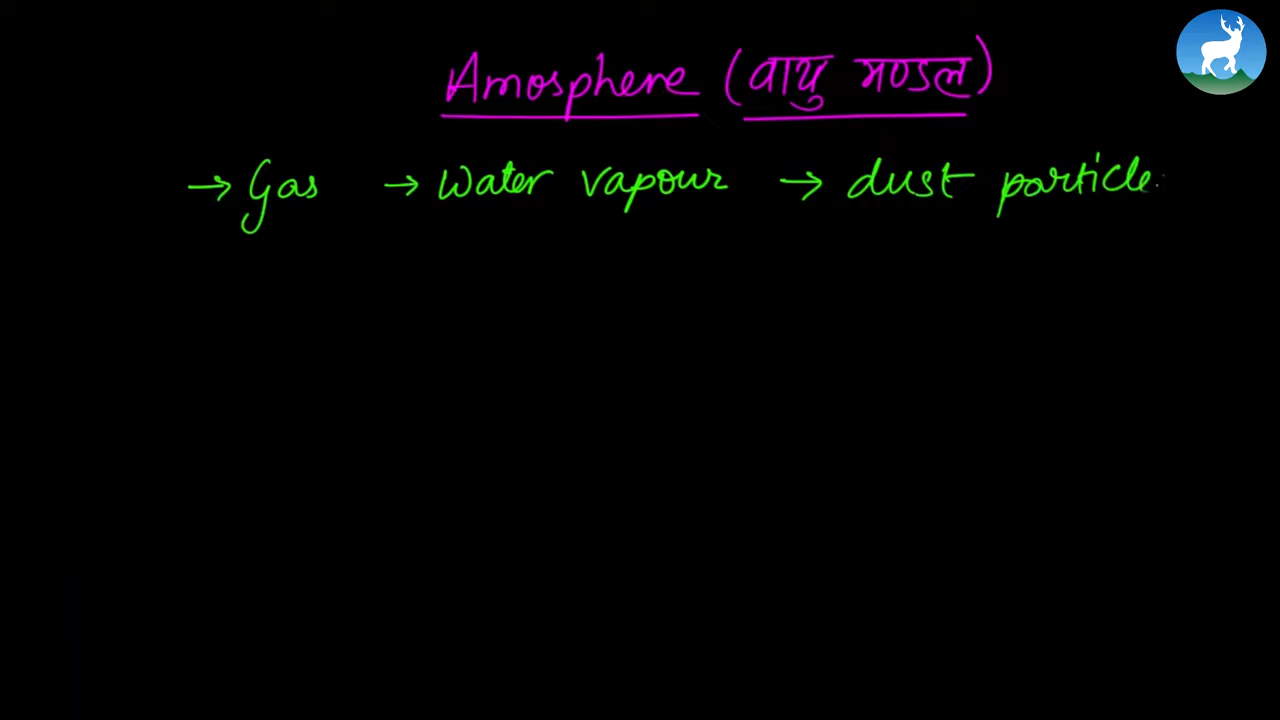 Amosphere (वायु मण्डल)
→ Gas → Water vapour → dust particle